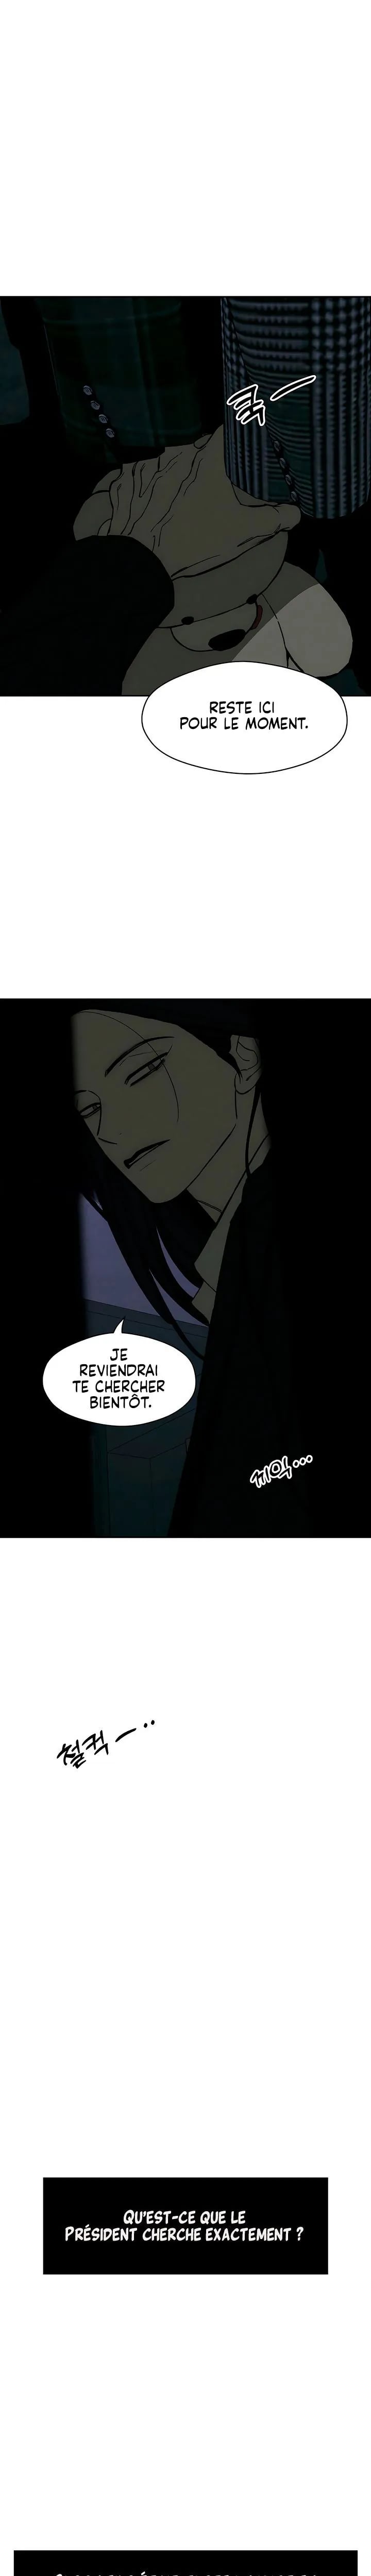 쿡ㅡ
RESTE ICI
POUR LE MOMENT.
JE
REVIENDRAI
TE CHERCHER
BIENTÔT.
끼익...
철컥ㅡ..
QU'EST-CE QUE LE
PRÉSIDENT CHERCHE EXACTEMENT ?